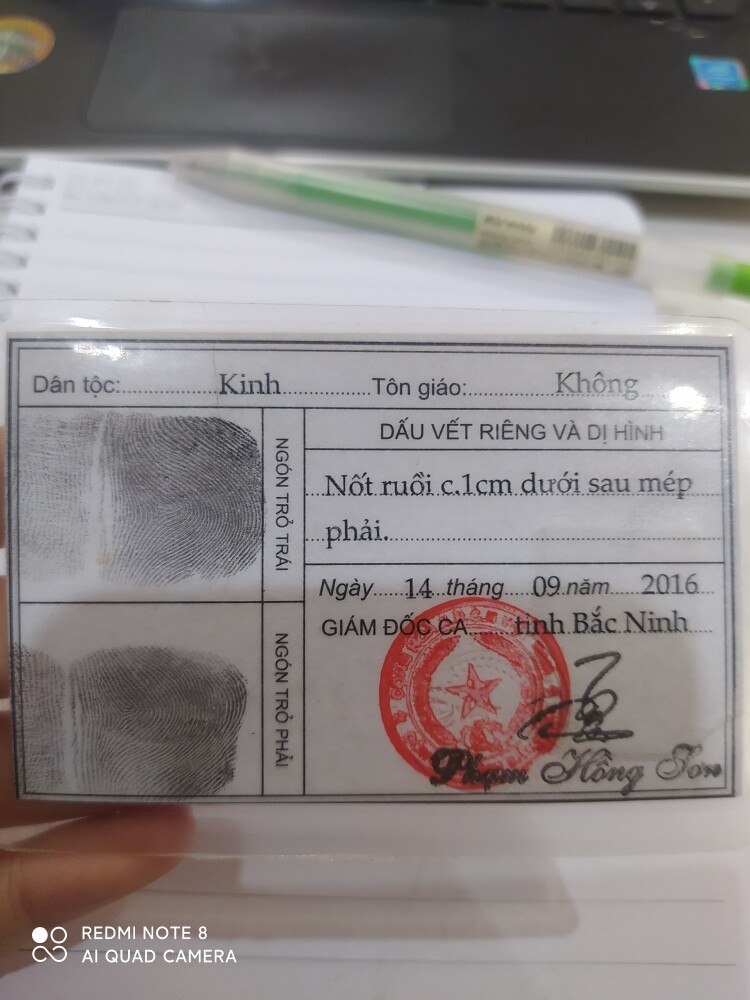 Dân tộc:..............Kinh..............Tôn giáo:..............Không
NGÓN TRỎ TRÁI
DẤU VẾT RIÊNG VÀ DỊ HÌNH
Nốt ruồi c.1cm dưới sau mép
phải.
Ngày......14..tháng.....09.năm.....2016
GIÁM ĐỐC CA.......tỉnh Bắc Ninh
NGÓN TRỎ PHẢI
Phạm Hồng Sơn
REDMI NOTE 8
AI QUAD CAMERA